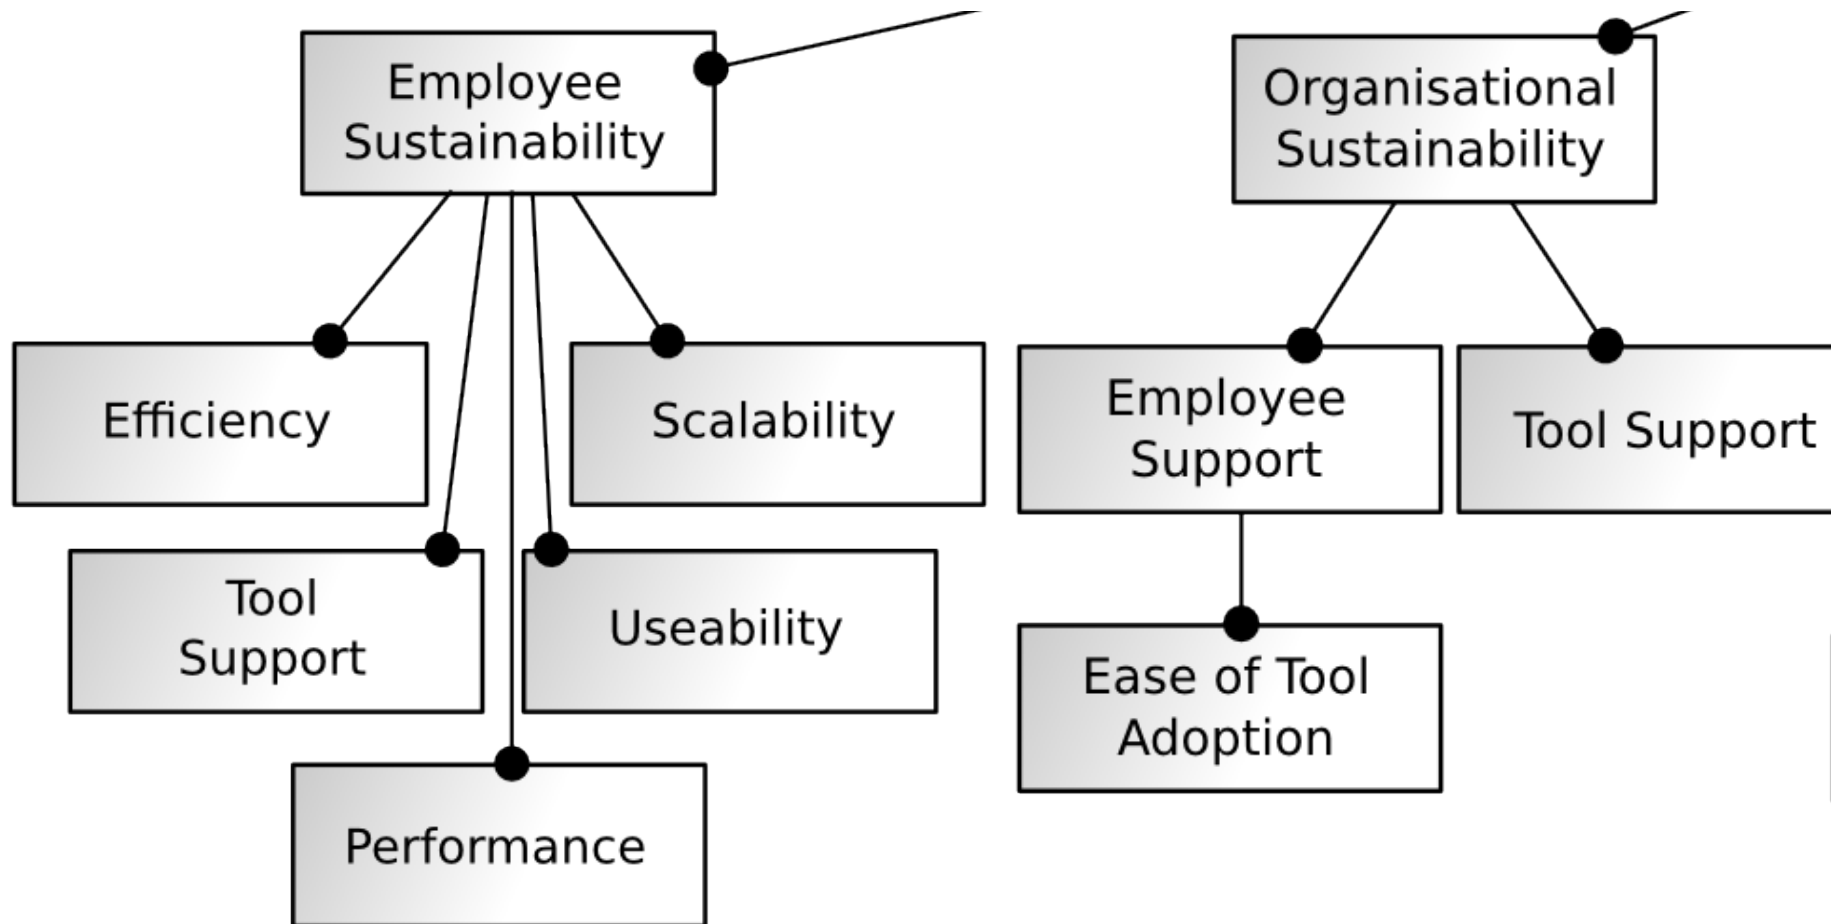 Employee
Sustainability
Organisational
Sustainability
Efficiency
Scalability
Employee
Support
Tool Support
Tool
Support
Useability
Ease of Tool
Adoption
Performance